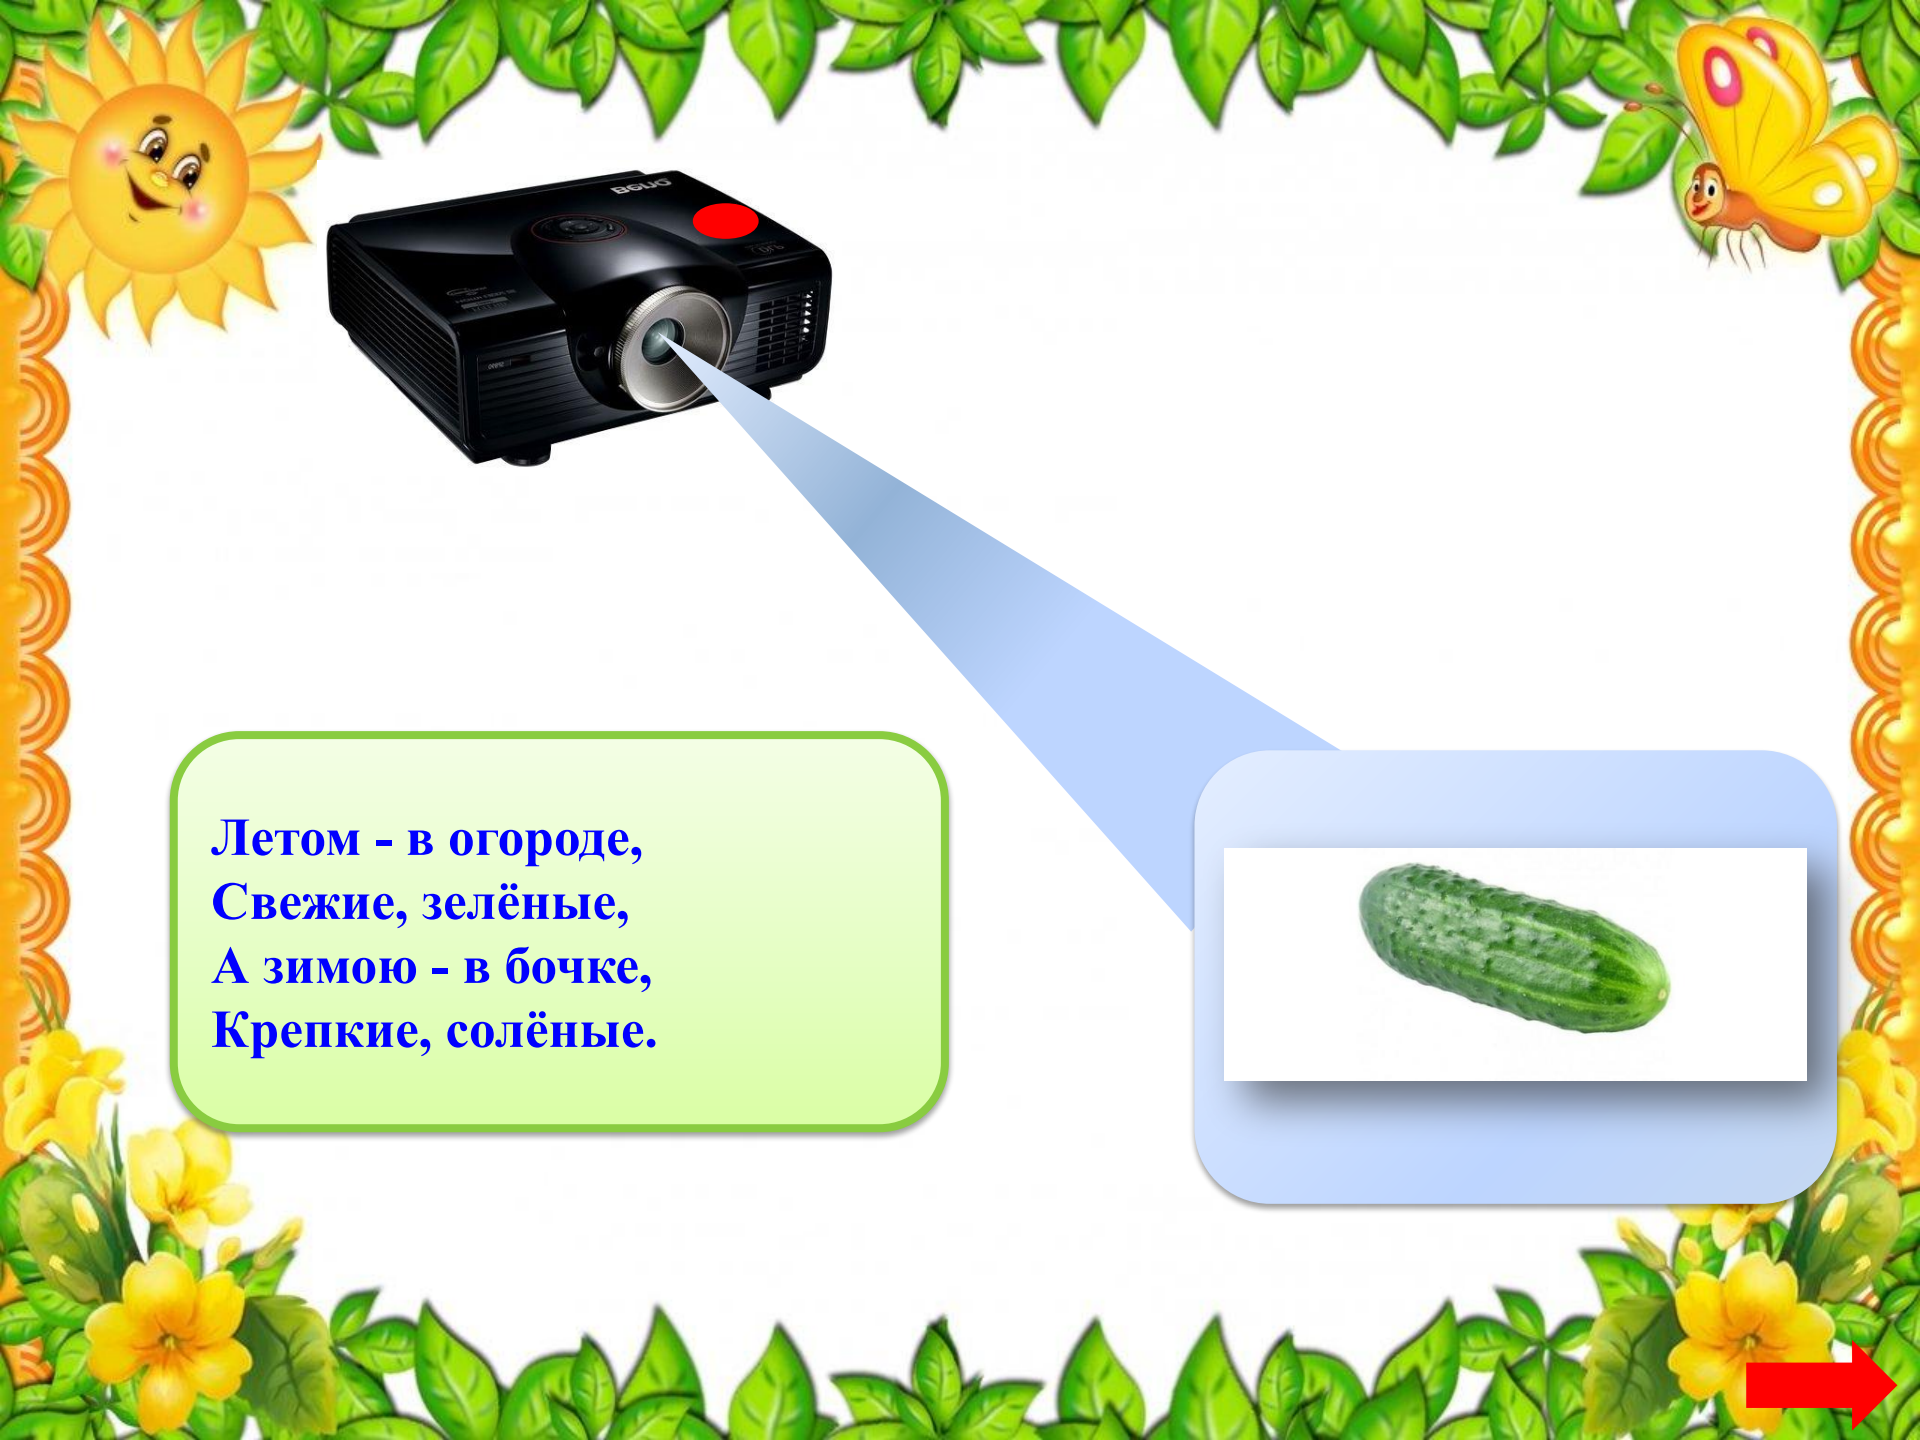 Летом - в огороде,
Свежие, зелёные,
А зимою - в бочке,
Крепкие, солёные.